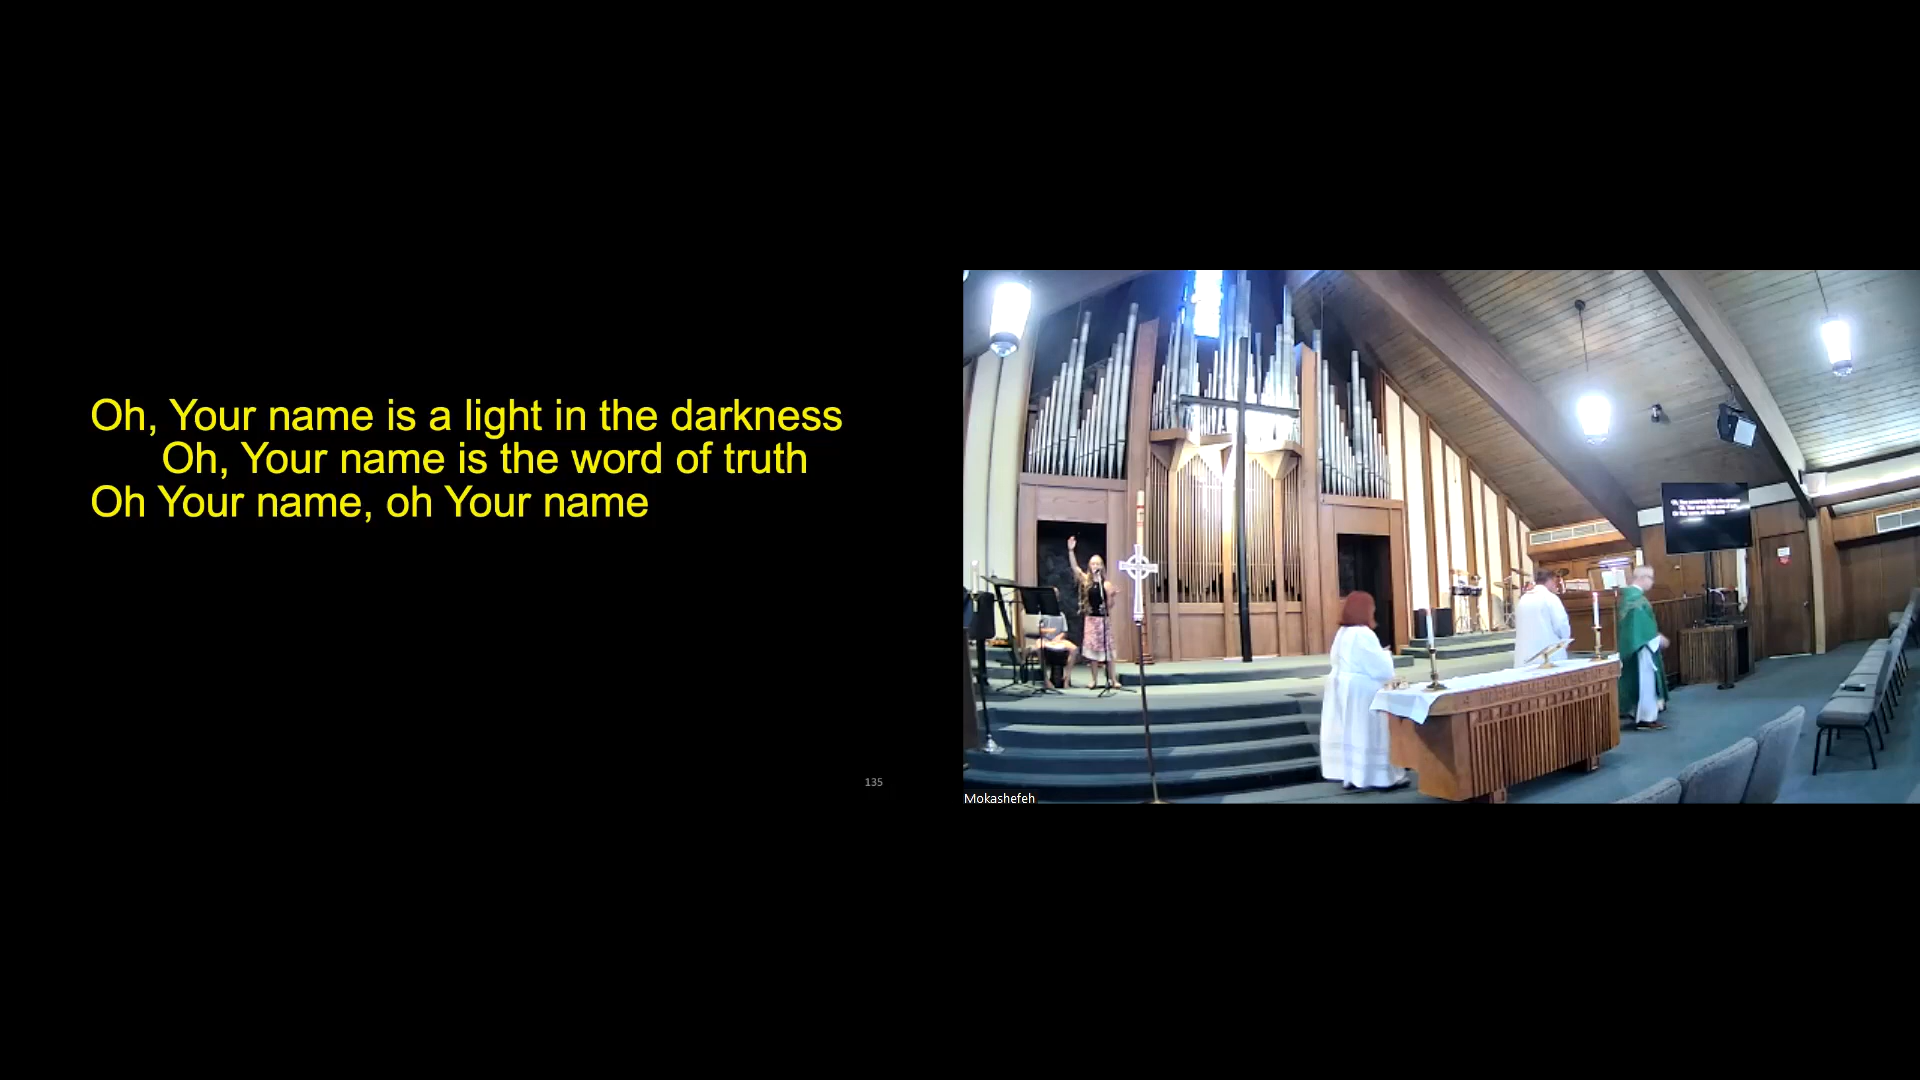 Oh, Your name is a light in the darkness
Oh, Your name is the word of truth
Oh Your name, oh Your name
135
Mokashefeh